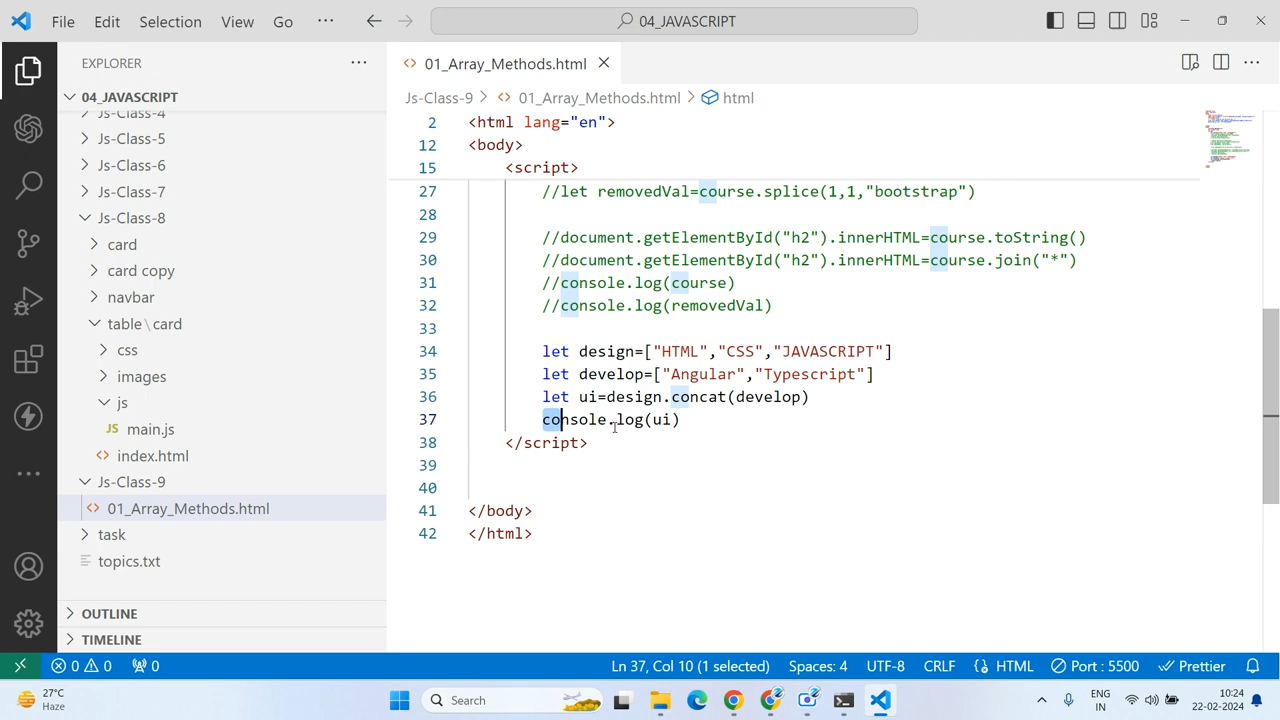 File Edit Selection View Go ··· 04_JAVASCRIPT
EXPLORER ···
04_JAVASCRIPT
Js-Class-4
Js-Class-5
Js-Class-6
Js-Class-7
Js-Class-8
card
card copy
navbar
table\card
css
images
js
JS main.js
index.html
Js-Class-9
01_Array_Methods.html
task
topics.txt
OUTLINE
TIMELINE
01_Array_Methods.html
Js-Class-9 > 01_Array_Methods.html > html
2 <html lang="en">
12 <body>
15 <script>
27 //let removedVal=course.splice(1,1,"bootstrap")
28
29 //document.getElementById("h2").innerHTML=course.toString()
30 //document.getElementById("h2").innerHTML=course.join("*")
31 //console.log(course)
32 //console.log(removedVal)
33
34 let design=["HTML","CSS","JAVASCRIPT"]
35 let develop=["Angular","Typescript"]
36 let ui=design.concat(develop)
37 console.log(ui)
38 </script>
39
40
41 </body>
42 </html>
0 0 0 Ln 37, Col 10 (1 selected) Spaces: 4 UTF-8 CRLF HTML Port : 5500 Prettier
27°C
Haze
Search
ENG
IN
10:24
22-02-2024